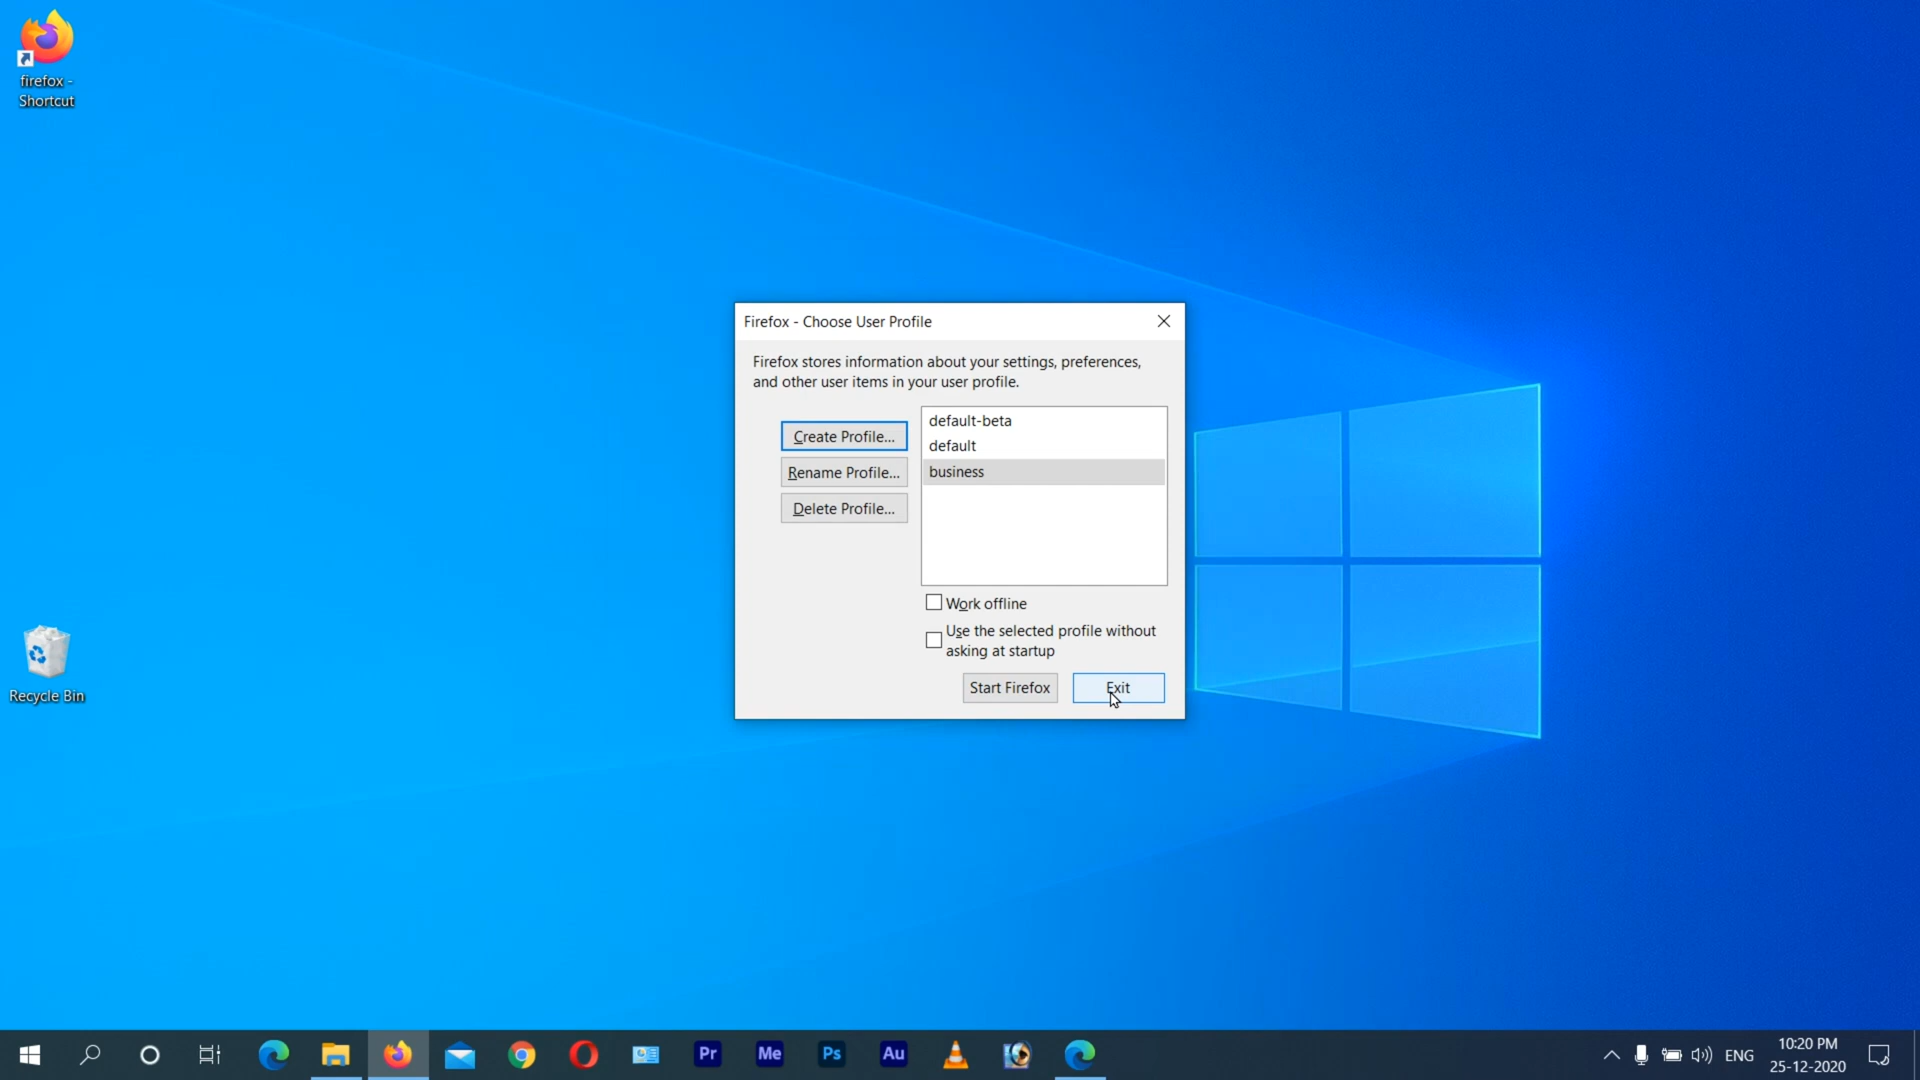 firefox -
Shortcut
Firefox - Choose User Profile
Firefox stores information about your settings, preferences,
and other user items in your user profile.
Create Profile...
Rename Profile...
Delete Profile...
default-beta
default
business
Work offline
Use the selected profile without
asking at startup
Start Firefox
Exit
Recycle Bin
Pr
Me
Ps
Au
ENG
10:20 PM
25-12-2020